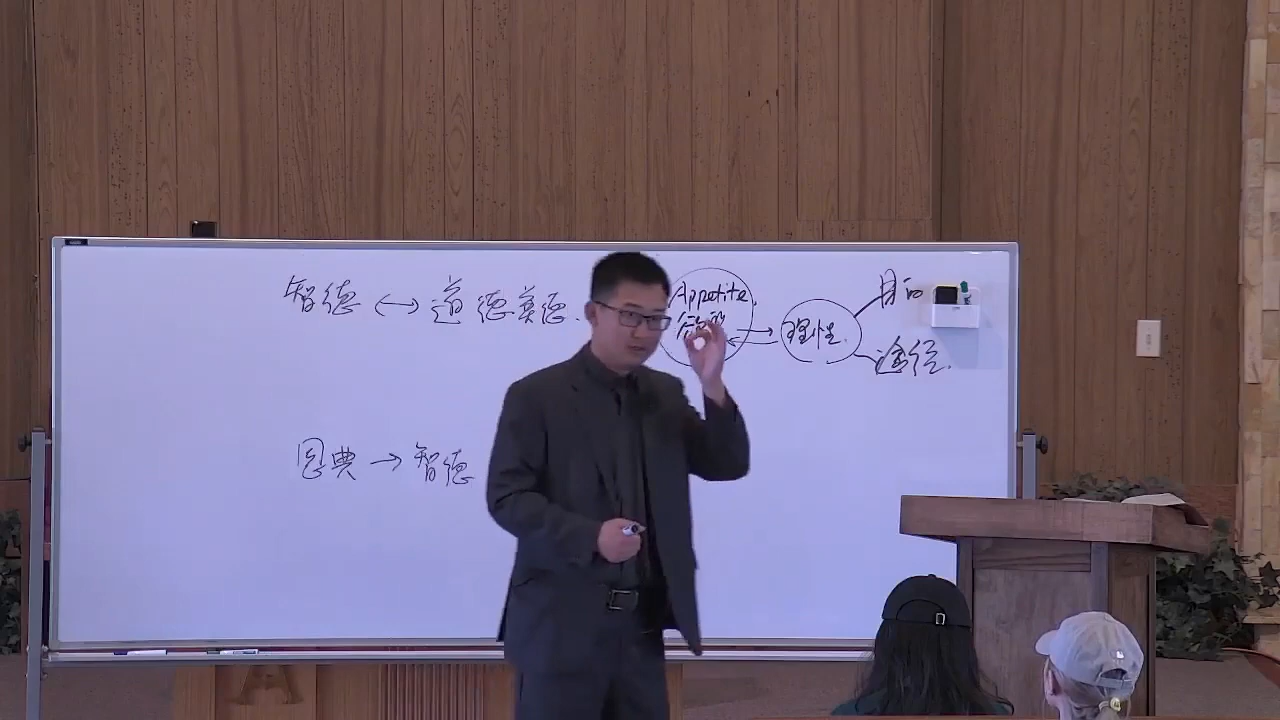 智德 ↔ 道德美德.
Appetite.
理性.
目的
途径.
恩典 → 智德